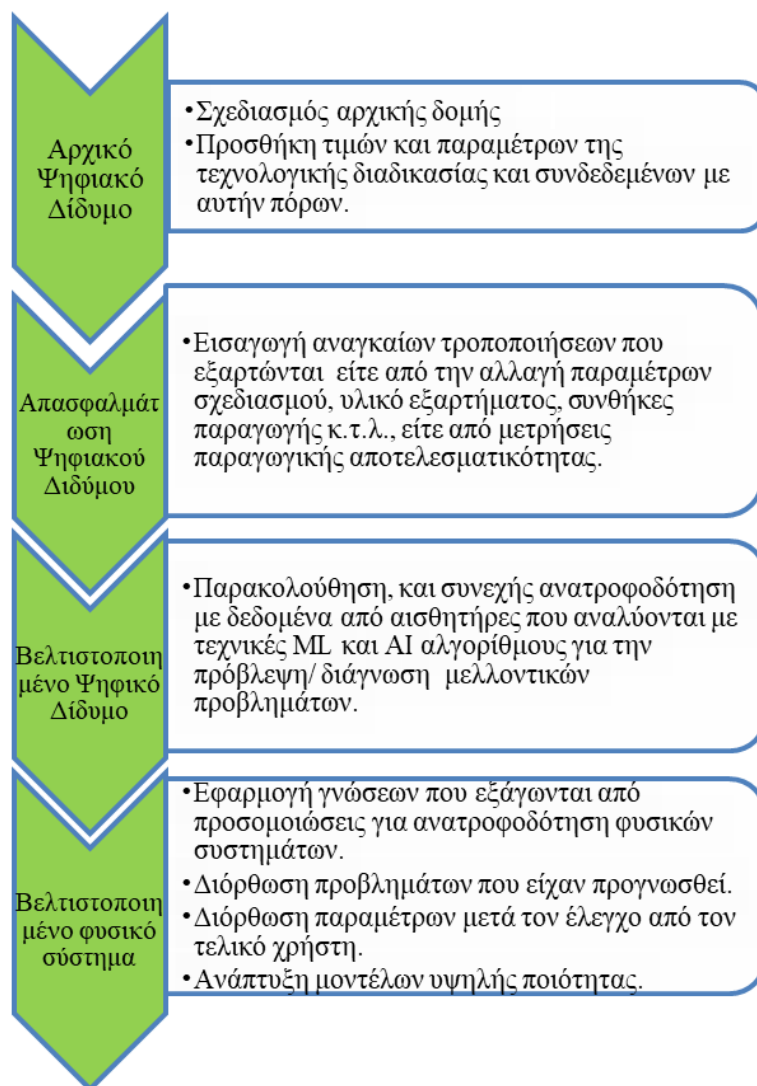 Αρχικό
Ψηφιακό
Δίδυμο
•Σχεδιασμός αρχικής δομής
•Προσθήκη τιμών και παραμέτρων της
τεχνολογικής διαδικασίας και συνδεδεμένων με
αυτήν πόρων.
Απασφαλμάτ
ωση
Ψηφιακού
Διδύμου
•Εισαγωγή αναγκαίων τροποποιήσεων που
εξαρτώνται είτε από την αλλαγή παραμέτρων
σχεδιασμού, υλικό εξαρτήματος, συνθήκες
παραγωγής κ.τ.λ., είτε από μετρήσεις
παραγωγικής αποτελεσματικότητας.
Βελτιστοποιη
μένο Ψηφικό
Δίδυμο
•Παρακολούθηση, και συνεχής ανατροφοδότηση
με δεδομένα από αισθητήρες που αναλύονται με
τεχνικές ML και AI αλγορίθμους για την
πρόβλεψη/ διάγνωση μελλοντικών
προβλημάτων.
Βελτιστοποιη
μένο φυσικό
σύστημα
•Εφαρμογή γνώσεων που εξάγονται από
προσομοιώσεις για ανατροφοδότηση φυσικών
συστημάτων.
•Διόρθωση προβλημάτων που είχαν προγνωσθεί.
•Διόρθωση παραμέτρων μετά τον έλεγχο από τον
τελικό χρήστη.
•Ανάπτυξη μοντέλων υψηλής ποιότητας.